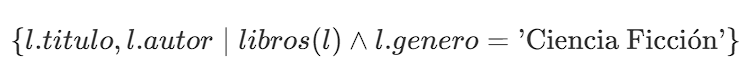 {l.titulo, l.autor | libros(l) ∧ l.genero = ’Ciencia Ficción’}